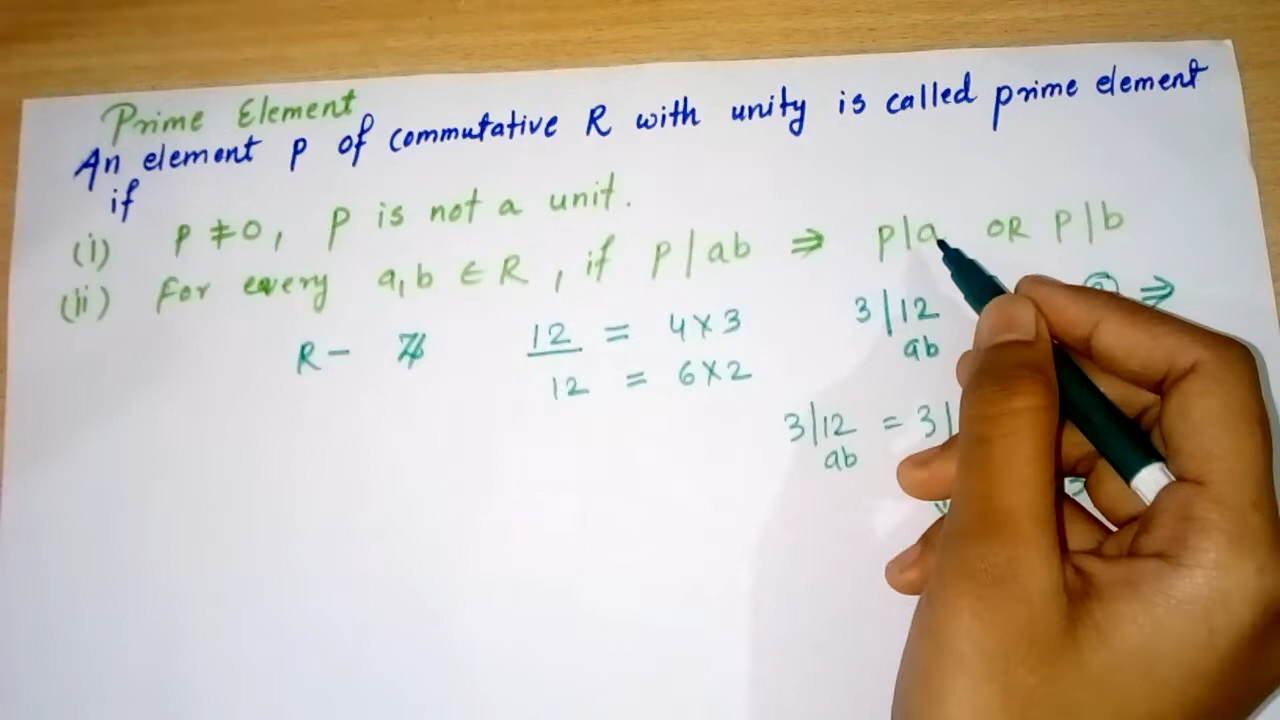 Prime Element
An element p of commutative R with unity is called prime element
if
(i) P ≠ 0, P is not a unit.
(ii) For every a, b ∈ R, if P | ab ⇒ P|a OR P|b
R - ℤ 12 = 4 X 3 3 | 12 ⇒
12 = 6 X 2 ab
3|12 = 3|
ab